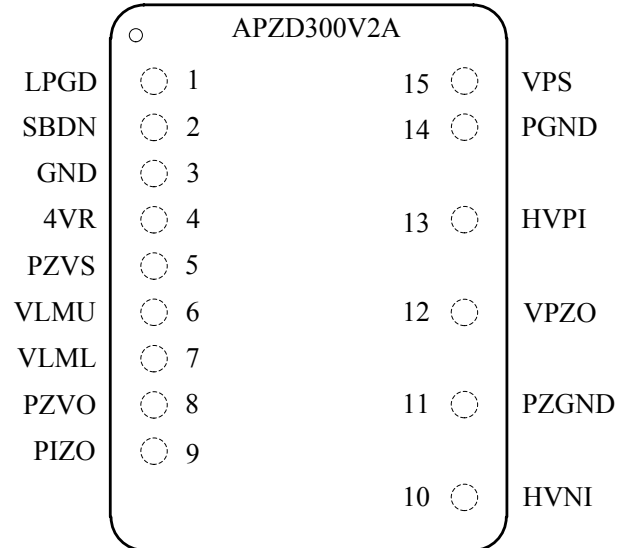 APZD300V2A
LPGD 1 15 VPS
SBDN 2 14 PGND
GND 3
4VR 4 13 HVPI
PZVS 5
VLMU 6 12 VPZO
VLML 7
PZVO 8 11 PZGND
PIZO 9
10 HVNI